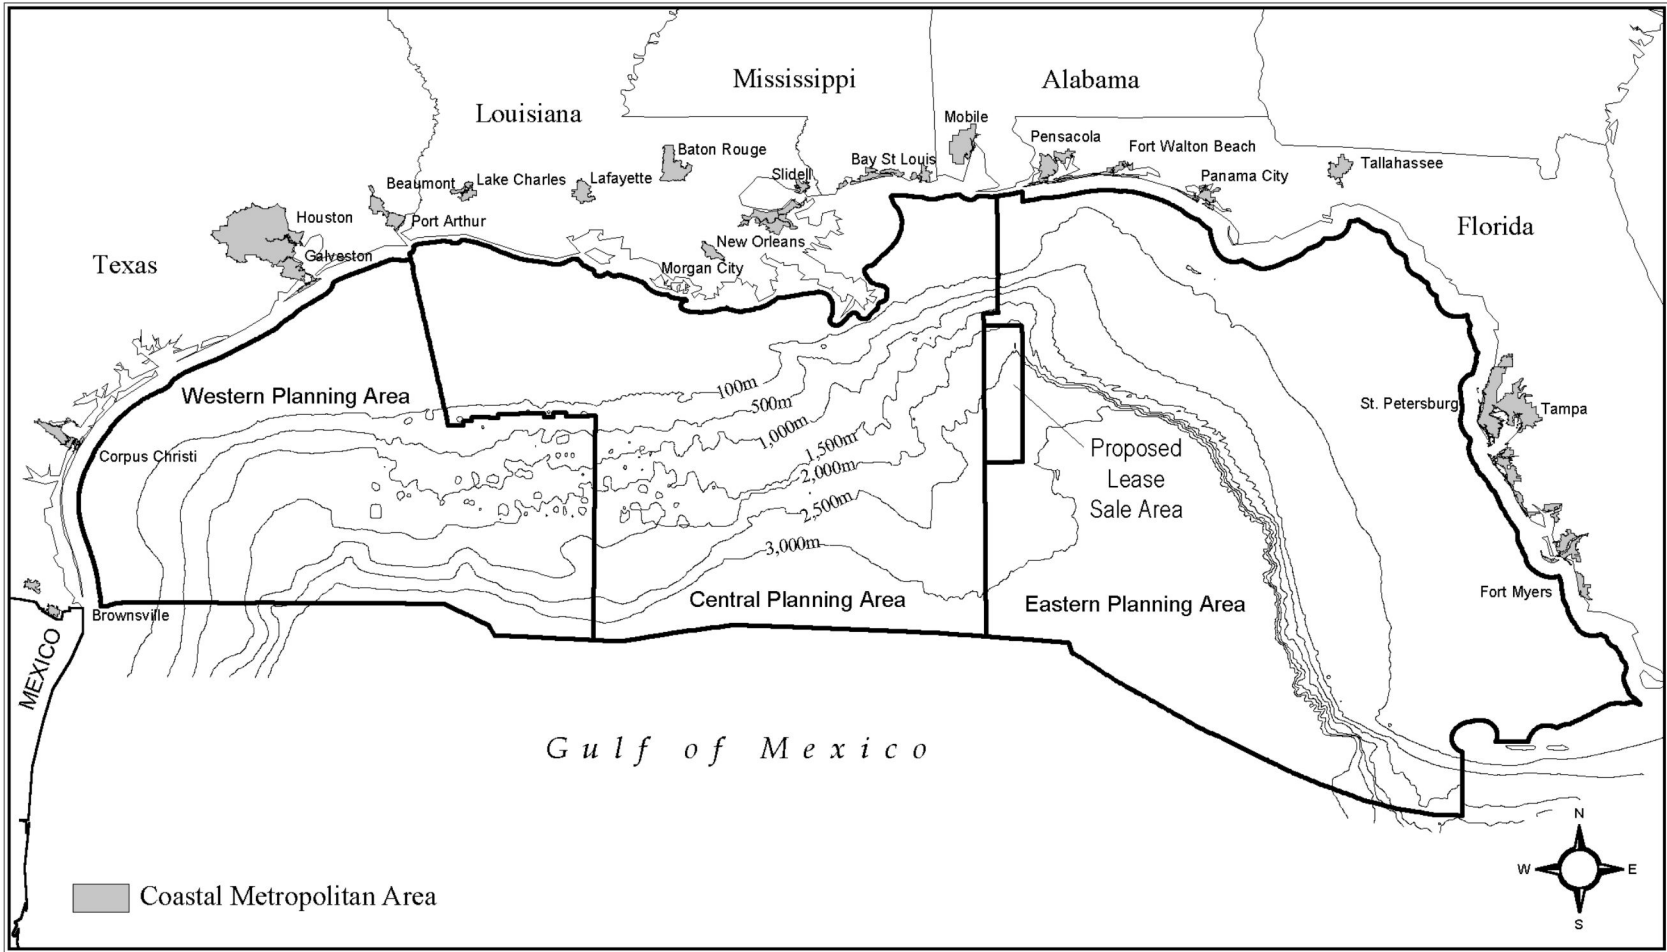 Mississippi
Alabama
Louisiana
Mobile
Pensacola
Baton Rouge
Fort Walton Beach
Bay St Louis
Tallahassee
Slidell
Panama City
Lafayette
Lake Charles
Beaumont
Houston
Port Arthur
Florida
New Orleans
Galveston
Texas
Morgan City
100m
Western Planning Area
500m
St. Petersburg
Tampa
1,000m
1,500m
Proposed
Lease
Sale Area
Corpus Christi
2,000m
2,500m
3,000m
Fort Myers
Central Planning Area
Eastern Planning Area
Brownsville
MEXICO
Gulf of Mexico
N
W
E
S
Coastal Metropolitan Area